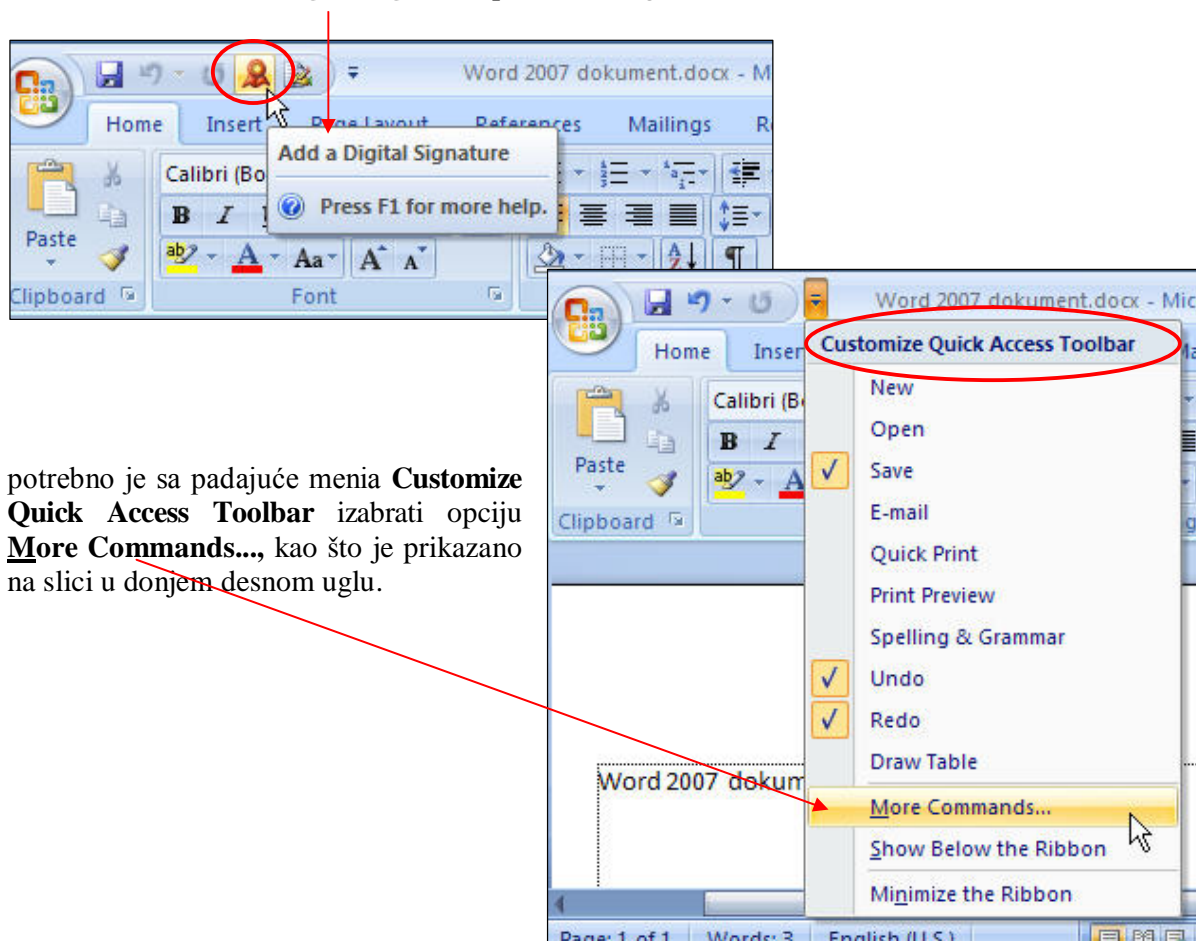 Word 2007 dokument.docx - M
Home Insert Page Layout References Mailings R
Calibri (Bo
Add a Digital Signature
Press F1 for more help.
B I
Paste
ab A Aa A A
Clipboard Font
potrebno je sa padajuće menia Customize
Quick Access Toolbar izabrati opciju
More Commands..., kao što je prikazano
na slici u donjem desnom uglu.
Word 2007 dokument.docx - Mic
Home Inser
Customize Quick Access Toolbar
Calibri (B
B I
Paste
ab A
Clipboard
New
Open
Save
E-mail
Quick Print
Print Preview
Spelling & Grammar
Undo
Redo
Draw Table
More Commands...
Show Below the Ribbon
Minimize the Ribbon
Word 2007 dokum
Page: 1 of 1 Words: 3 English (U.S.)